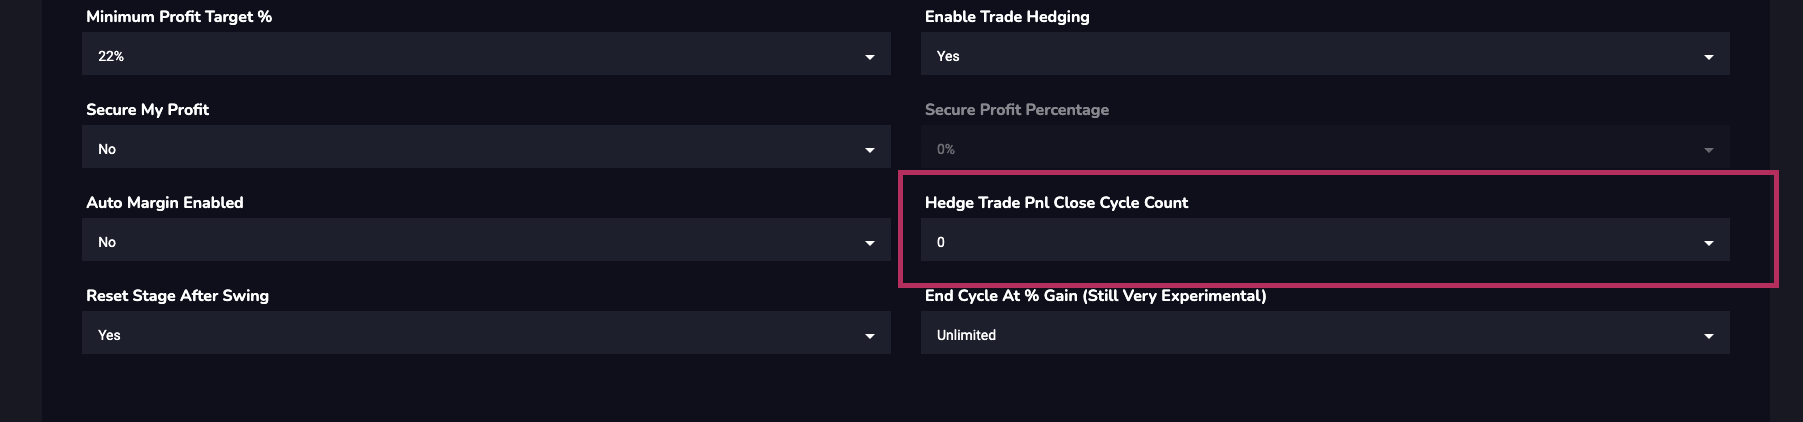 Minimum Profit Target %
22%
Enable Trade Hedging
Yes
Secure My Profit
No
Secure Profit Percentage
0%
Auto Margin Enabled
No
Hedge Trade Pnl Close Cycle Count
0
Reset Stage After Swing
Yes
End Cycle At % Gain (Still Very Experimental)
Unlimited